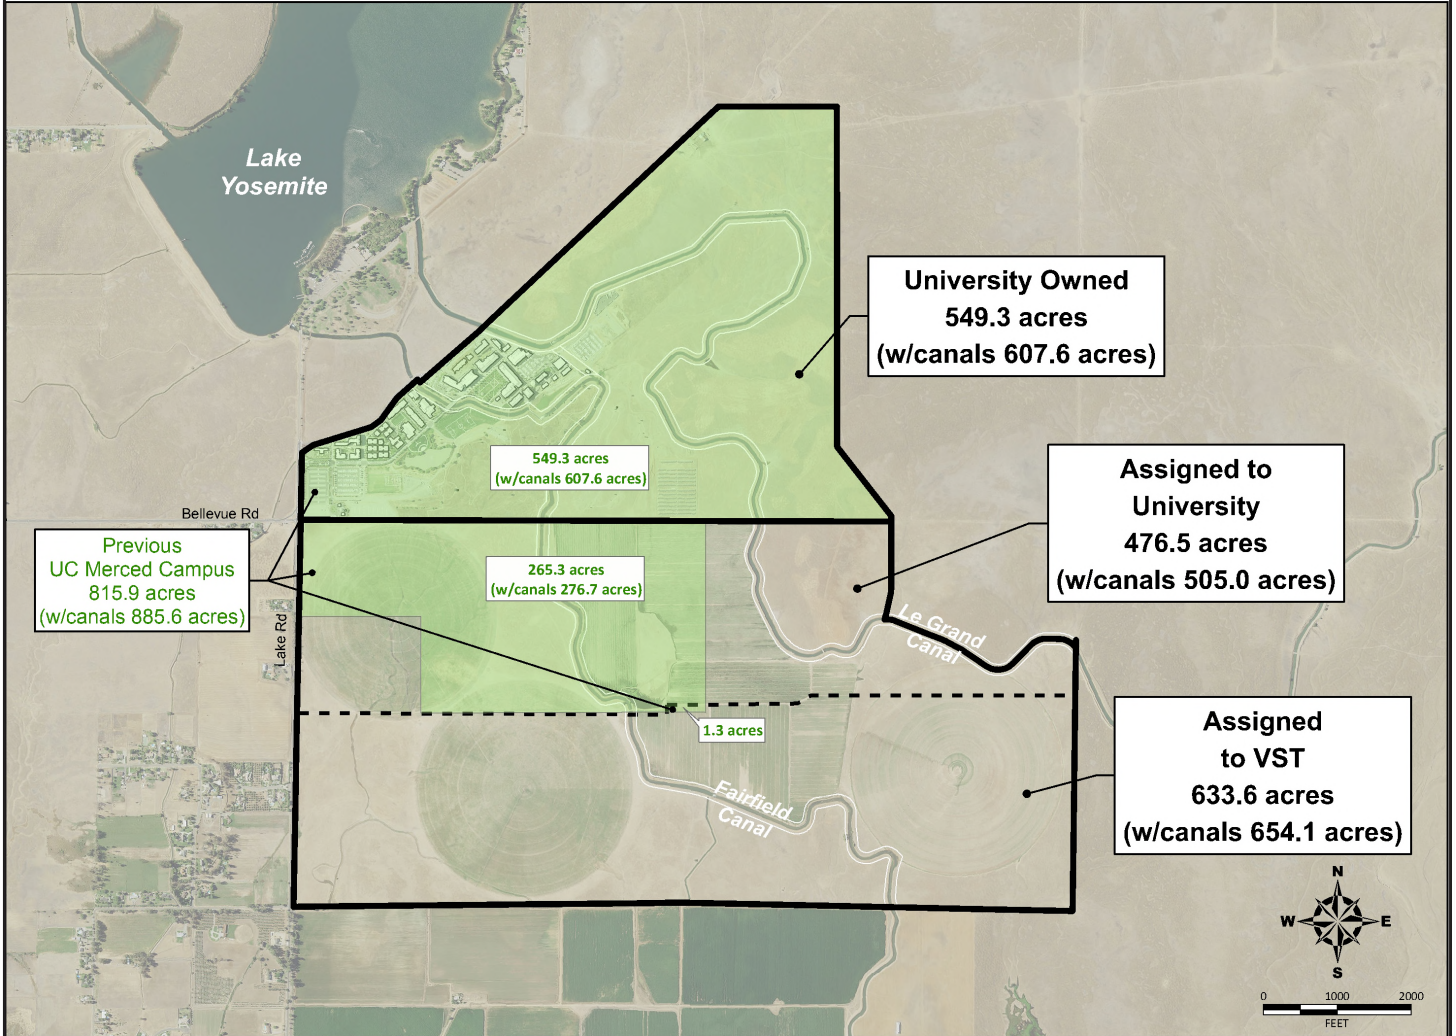 Lake
Yosemite
University Owned
549.3 acres
(w/canals 607.6 acres)
549.3 acres
(w/canals 607.6 acres)
Assigned to
University
476.5 acres
(w/canals 505.0 acres)
Bellevue Rd
Previous
UC Merced Campus
815.9 acres
(w/canals 885.6 acres)
265.3 acres
(w/canals 276.7 acres)
Lake Rd
Le Grand
Canal
1.3 acres
Assigned
to VST
633.6 acres
(w/canals 654.1 acres)
Fairfield
Canal
N
W
E
S
0 1000 2000
FEET